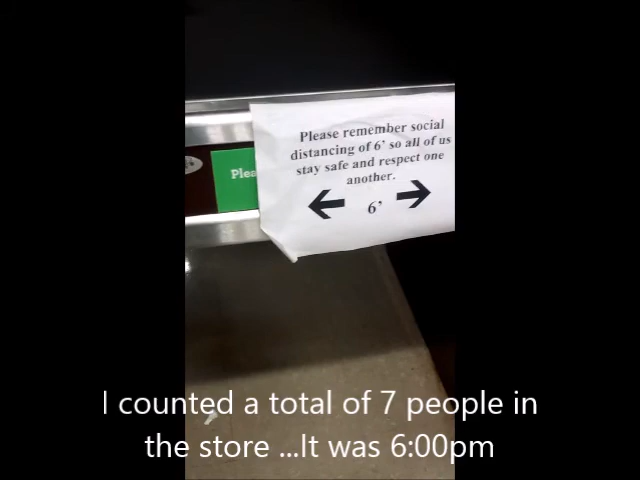 Please remember social
distancing of 6' so all of us
stay safe and respect one
another.
6'
I counted a total of 7 people in
the store ...It was 6:00pm